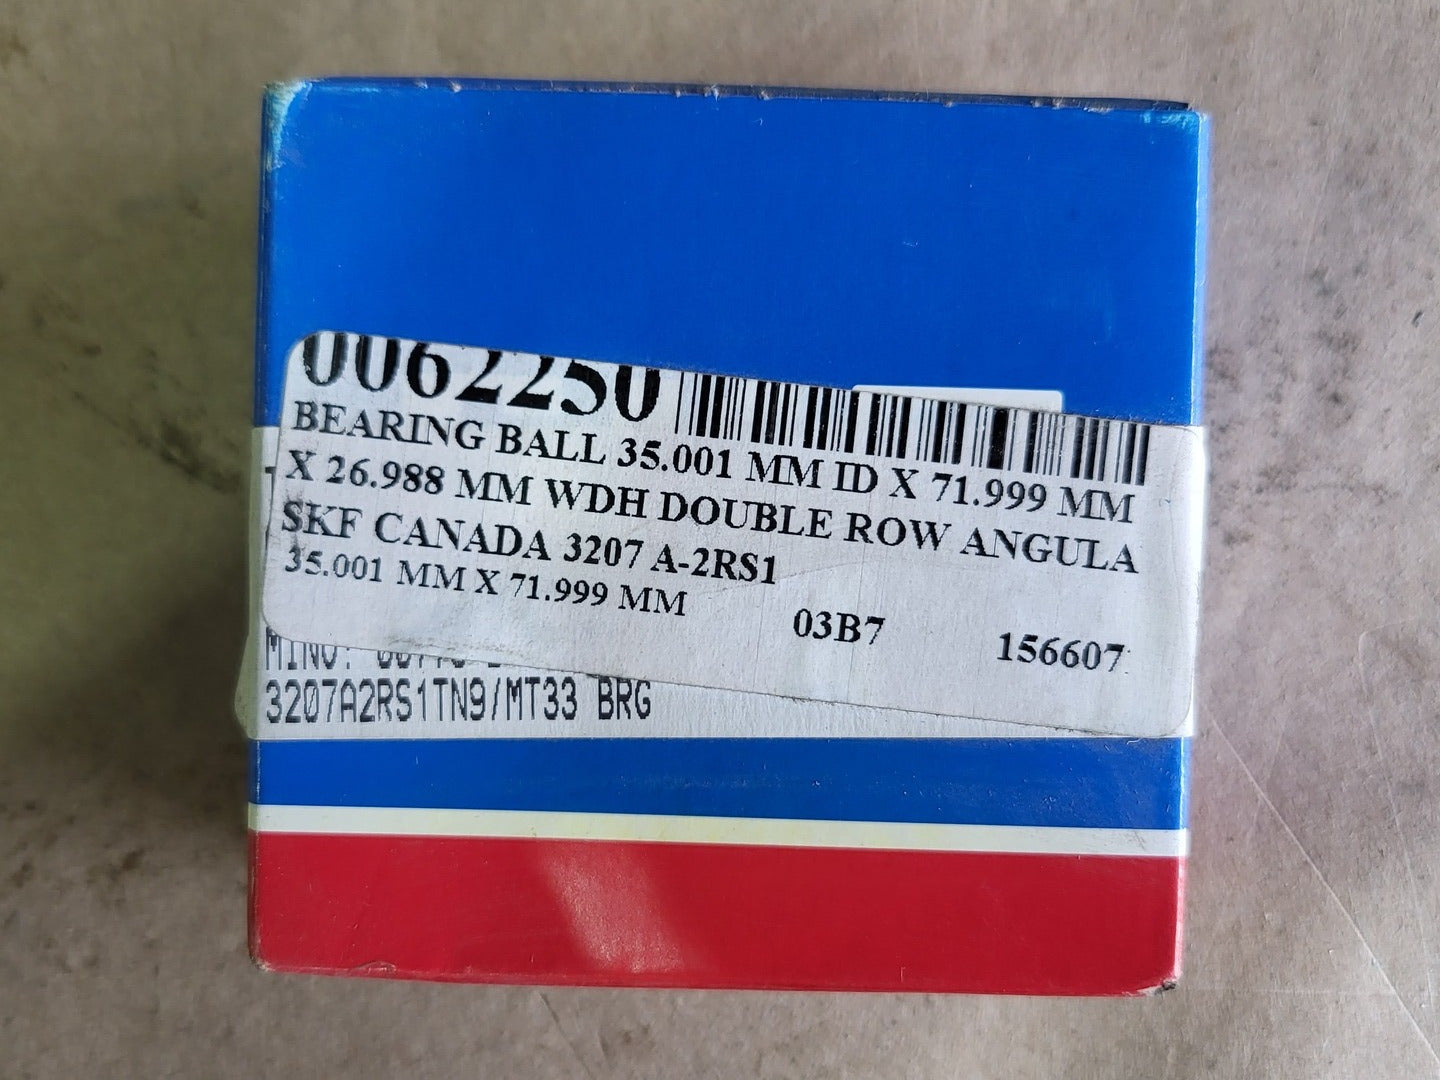 0062250
BEARING BALL 35.001 MM ID X 71.999 MM
X 26.988 MM WDH DOUBLE ROW ANGULA
SKF CANADA 3207 A-2RS1
35.001 MM X 71.999 MM
03B7 156607
3207A2RS1TN9/MT33 BRG